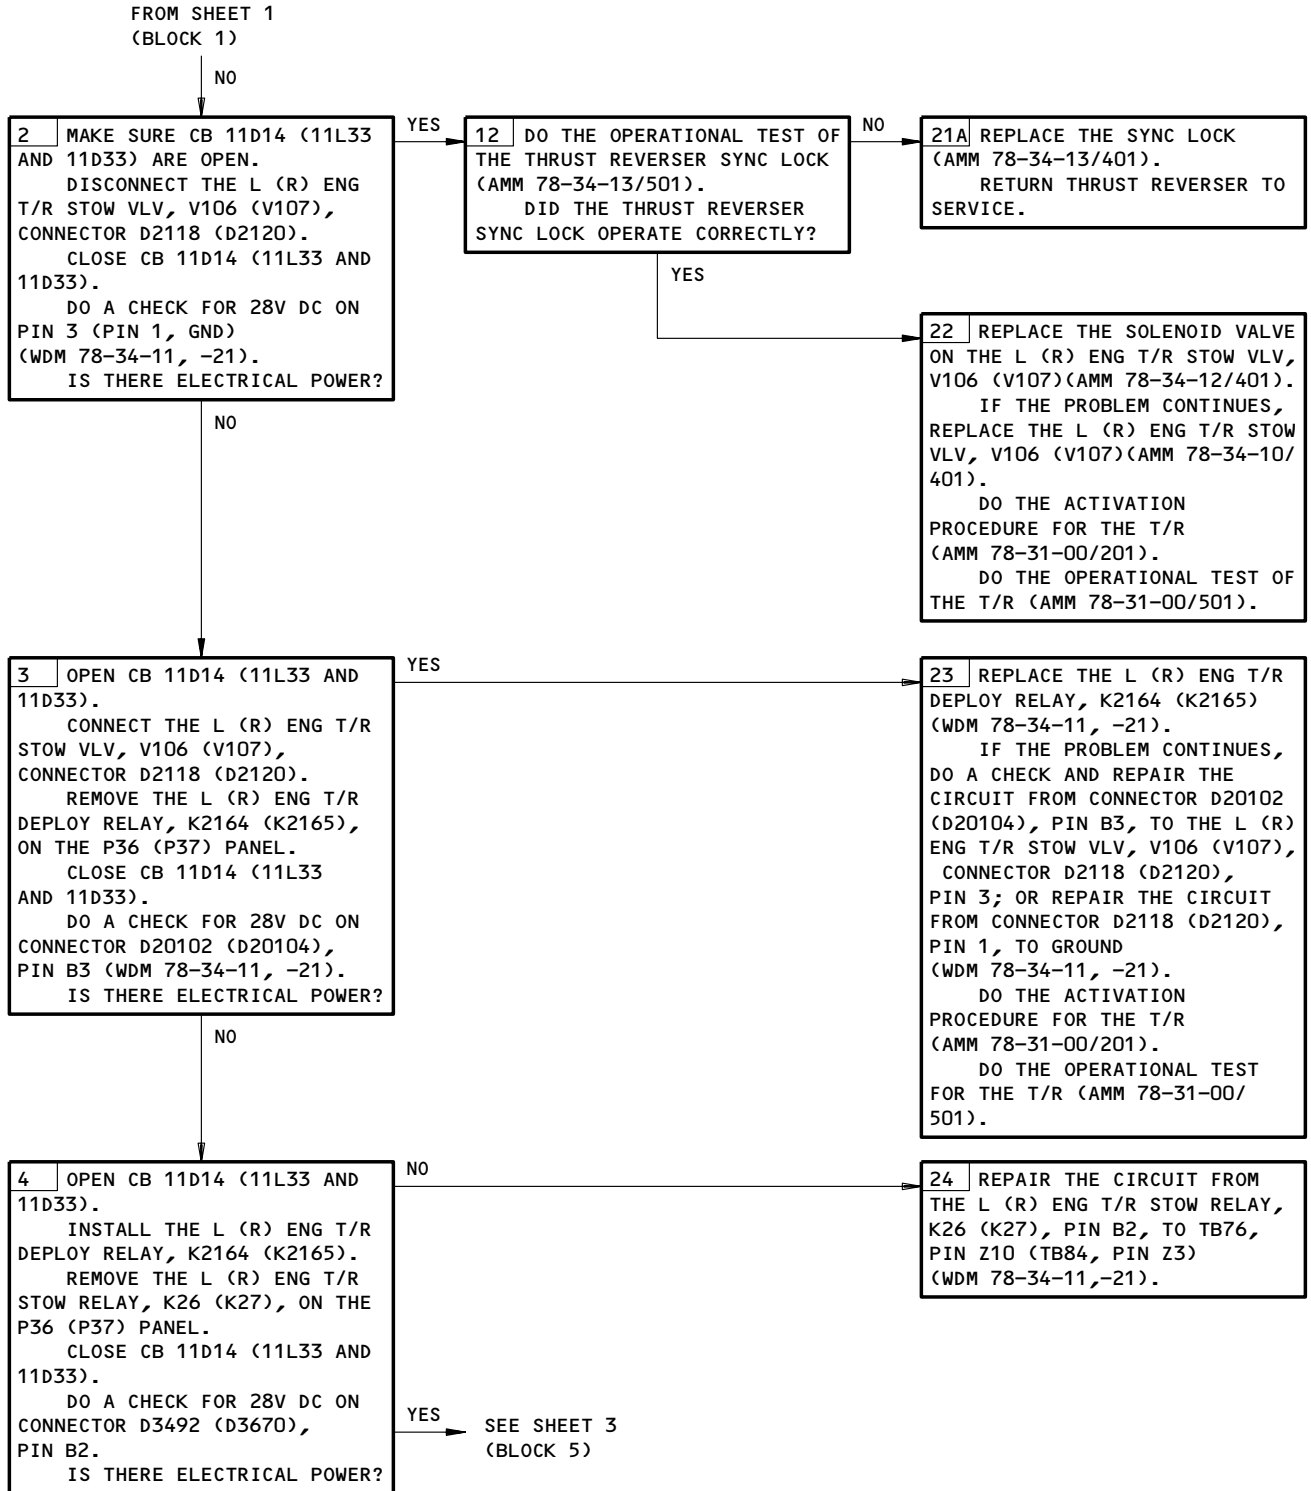 FROM SHEET 1
(BLOCK 1)
NO
2 MAKE SURE CB 11D14 (11L33
AND 11D33) ARE OPEN.
DISCONNECT THE L (R) ENG
T/R STOW VLV, V106 (V107),
CONNECTOR D2118 (D2120).
CLOSE CB 11D14 (11L33 AND
11D33).
DO A CHECK FOR 28V DC ON
PIN 3 (PIN 1, GND)
(WDM 78-34-11, -21).
IS THERE ELECTRICAL POWER?
YES
12 DO THE OPERATIONAL TEST OF
THE THRUST REVERSER SYNC LOCK
(AMM 78-34-13/501).
DID THE THRUST REVERSER
SYNC LOCK OPERATE CORRECTLY?
NO
21A REPLACE THE SYNC LOCK
(AMM 78-34-13/401).
RETURN THRUST REVERSER TO
SERVICE.
YES
22 REPLACE THE SOLENOID VALVE
ON THE L (R) ENG T/R STOW VLV,
V106 (V107)(AMM 78-34-12/401).
IF THE PROBLEM CONTINUES,
REPLACE THE L (R) ENG T/R STOW
VLV, V106 (V107)(AMM 78-34-10/
401).
DO THE ACTIVATION
PROCEDURE FOR THE T/R
(AMM 78-31-00/201).
DO THE OPERATIONAL TEST OF
THE T/R (AMM 78-31-00/501).
NO
3 OPEN CB 11D14 (11L33 AND
11D33).
CONNECT THE L (R) ENG T/R
STOW VLV, V106 (V107),
CONNECTOR D2118 (D2120).
REMOVE THE L (R) ENG T/R
DEPLOY RELAY, K2164 (K2165),
ON THE P36 (P37) PANEL.
CLOSE CB 11D14 (11L33
AND 11D33).
DO A CHECK FOR 28V DC ON
CONNECTOR D20102 (D20104),
PIN B3 (WDM 78-34-11, -21).
IS THERE ELECTRICAL POWER?
YES
23 REPLACE THE L (R) ENG T/R
DEPLOY RELAY, K2164 (K2165)
(WDM 78-34-11, -21).
IF THE PROBLEM CONTINUES,
DO A CHECK AND REPAIR THE
CIRCUIT FROM CONNECTOR D20102
(D20104), PIN B3, TO THE L (R)
ENG T/R STOW VLV, V106 (V107),
CONNECTOR D2118 (D2120),
PIN 3; OR REPAIR THE CIRCUIT
FROM CONNECTOR D2118 (D2120),
PIN 1, TO GROUND
(WDM 78-34-11, -21).
DO THE ACTIVATION
PROCEDURE FOR THE T/R
(AMM 78-31-00/201).
DO THE OPERATIONAL TEST
FOR THE T/R (AMM 78-31-00/
501).
NO
4 OPEN CB 11D14 (11L33 AND
11D33).
INSTALL THE L (R) ENG T/R
DEPLOY RELAY, K2164 (K2165).
REMOVE THE L (R) ENG T/R
STOW RELAY, K26 (K27), ON THE
P36 (P37) PANEL.
CLOSE CB 11D14 (11L33 AND
11D33).
DO A CHECK FOR 28V DC ON
CONNECTOR D3492 (D3670),
PIN B2.
IS THERE ELECTRICAL POWER?
NO
24 REPAIR THE CIRCUIT FROM
THE L (R) ENG T/R STOW RELAY,
K26 (K27), PIN B2, TO TB76,
PIN Z10 (TB84, PIN Z3)
(WDM 78-34-11,-21).
YES
SEE SHEET 3
(BLOCK 5)